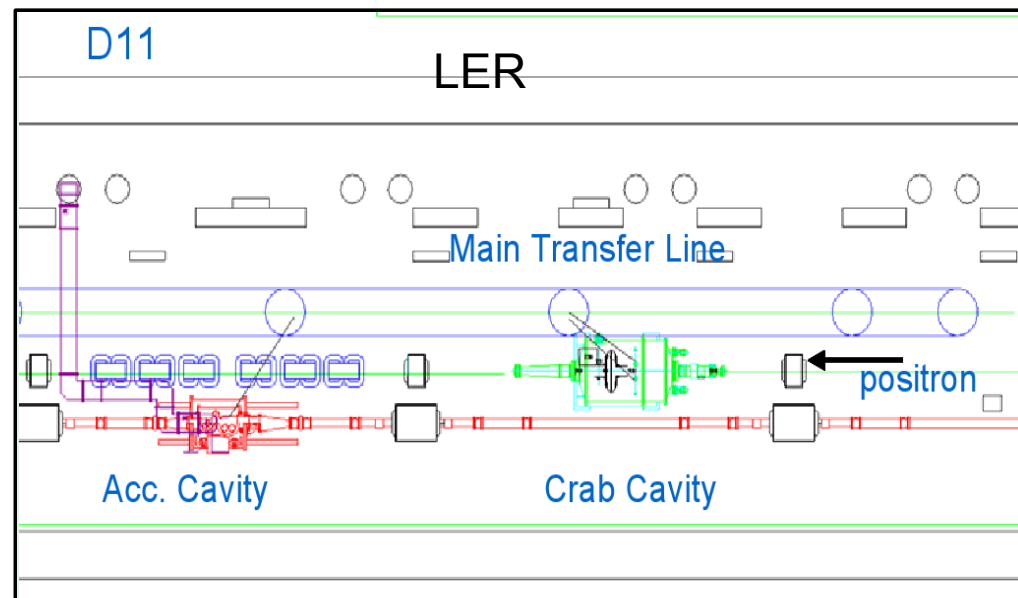 D11
LER
Main Transfer Line
positron
Acc. Cavity
Crab Cavity